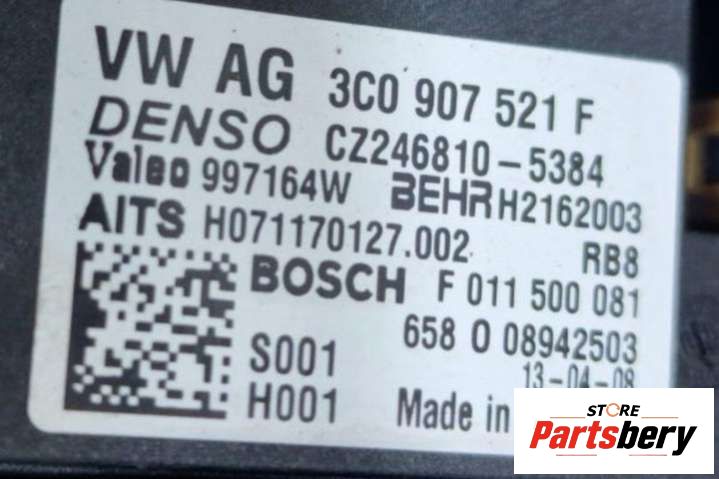 VW AG 3C0 907 521 F
DENSO CZ246810-5384
Valeo 997164W BEHR H2162003
AITS H071170127.002 RB8
BOSCH F 011 500 081
658 0 08942503
S001 13-04-08
H001 Made in
STORE
Partsbery